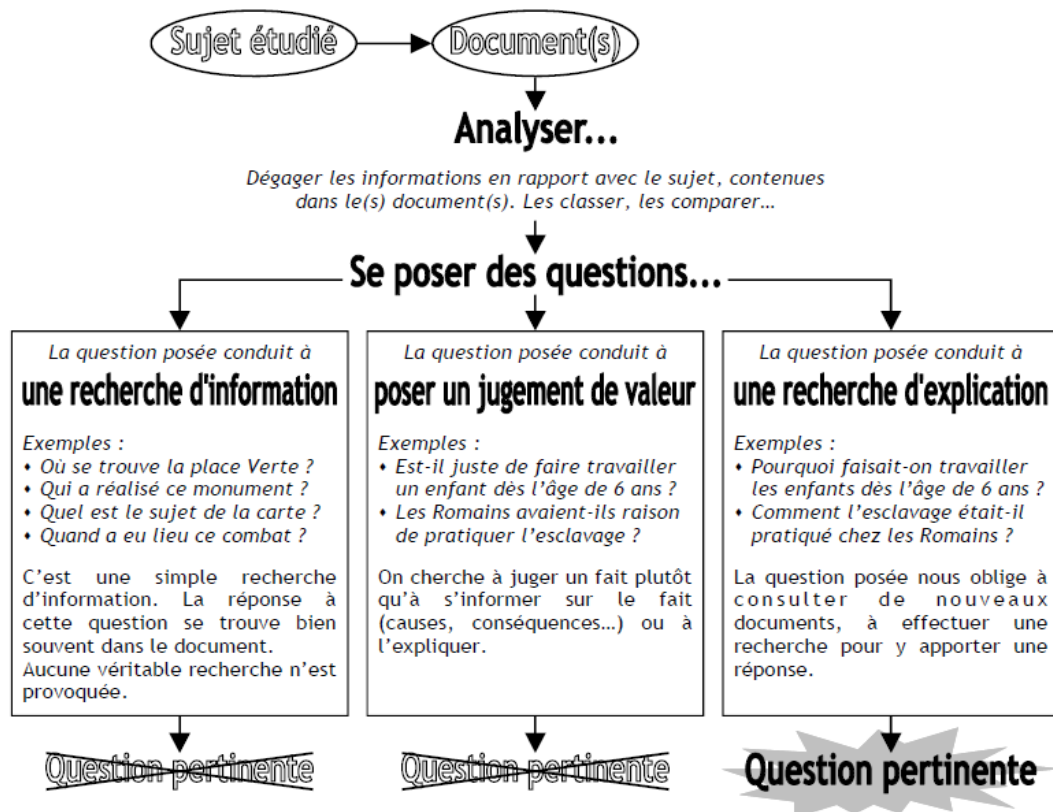 Sujet étudié
Document(s)
Analyser...
Dégager les informations en rapport avec le sujet, contenues
dans le(s) document(s). Les classer, les comparer…
Se poser des questions...
La question posée conduit à
une recherche d'information
Exemples :
• Où se trouve la place Verte ?
• Qui a réalisé ce monument ?
• Quel est le sujet de la carte ?
• Quand a eu lieu ce combat ?
C'est une simple recherche
d'information. La réponse à
cette question se trouve bien
souvent dans le document.
Aucune véritable recherche n'est
provoquée.
Question pertinente
La question posée conduit à
poser un jugement de valeur
Exemples :
• Est-il juste de faire travailler
un enfant dès l'âge de 6 ans ?
• Les Romains avaient-ils raison
de pratiquer l'esclavage ?
On cherche à juger un fait plutôt
qu'à s'informer sur le fait
(causes, conséquences…) ou à
l'expliquer.
Question pertinente
La question posée conduit à
une recherche d'explication
Exemples :
• Pourquoi faisait-on travailler
les enfants dès l'âge de 6 ans ?
• Comment l'esclavage était-il
pratiqué chez les Romains ?
La question posée nous oblige à
consulter de nouveaux
documents, à effectuer une
recherche pour y apporter une
réponse.
Question pertinente